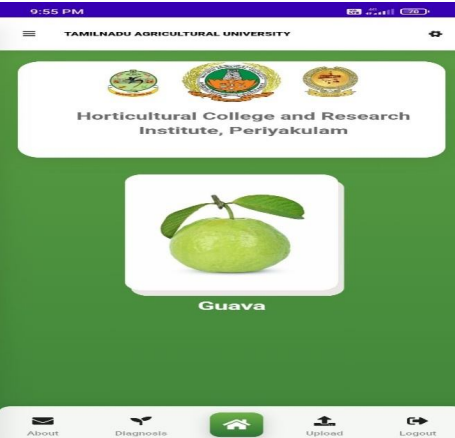 9:55 PM
TAMILNADU AGRICULTURAL UNIVERSITY
Horticultural College and Research
Institute, Periyakulam
Guava
About Diagnosis Upload Logout